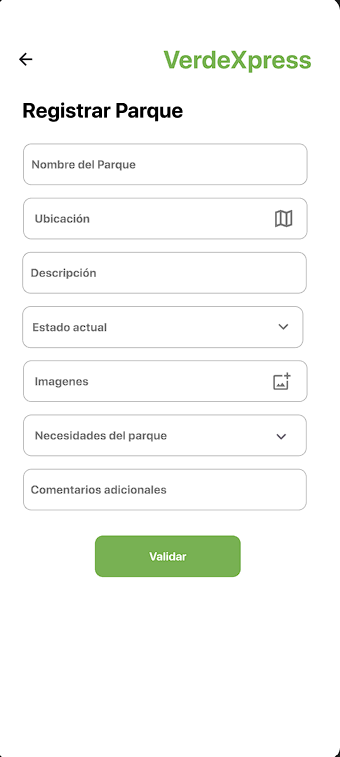 VerdeXpress
Registrar Parque
Nombre del Parque
Ubicación
Descripción
Estado actual
Imagenes
Necesidades del parque
Comentarios adicionales
Validar